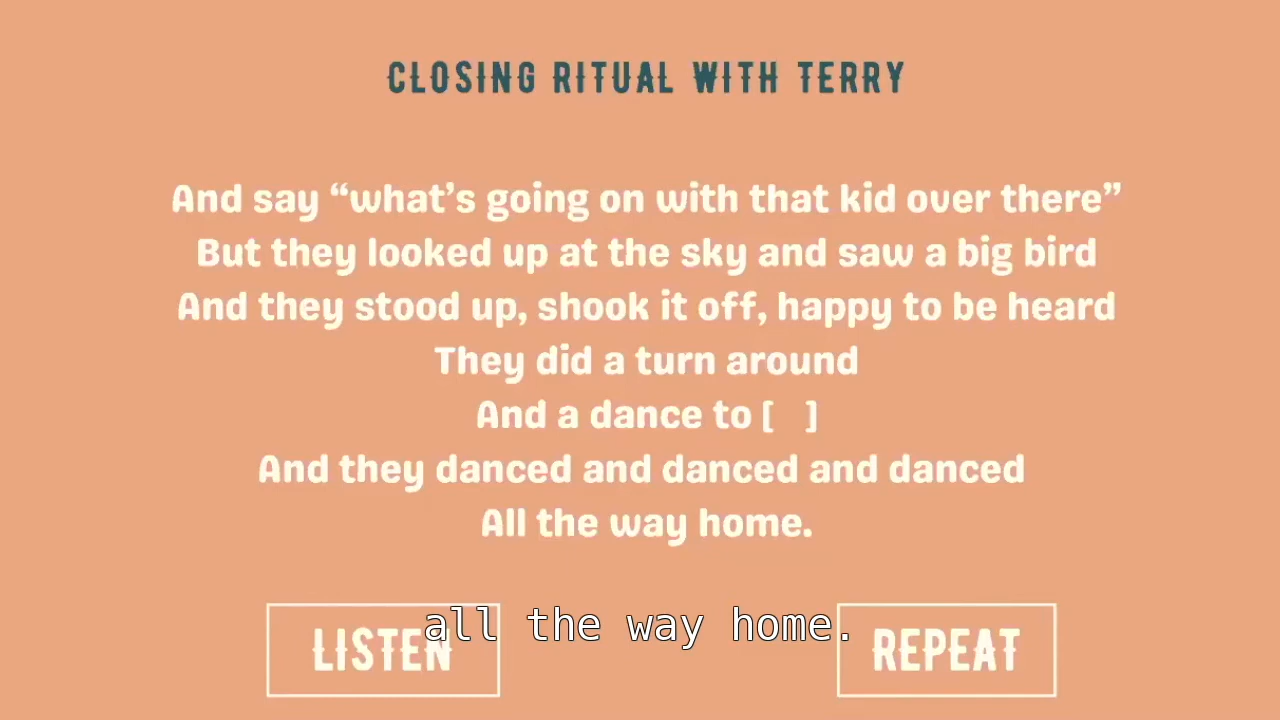 CLOSING RITUAL WITH TERRY
And say “what’s going on with that kid over there”
But they looked up at the sky and saw a big bird
And they stood up, shook it off, happy to be heard
They did a turn around
And a dance to [   ]
And they danced and danced and danced
All the way home.
all the way home.
LISTEN
REPEAT